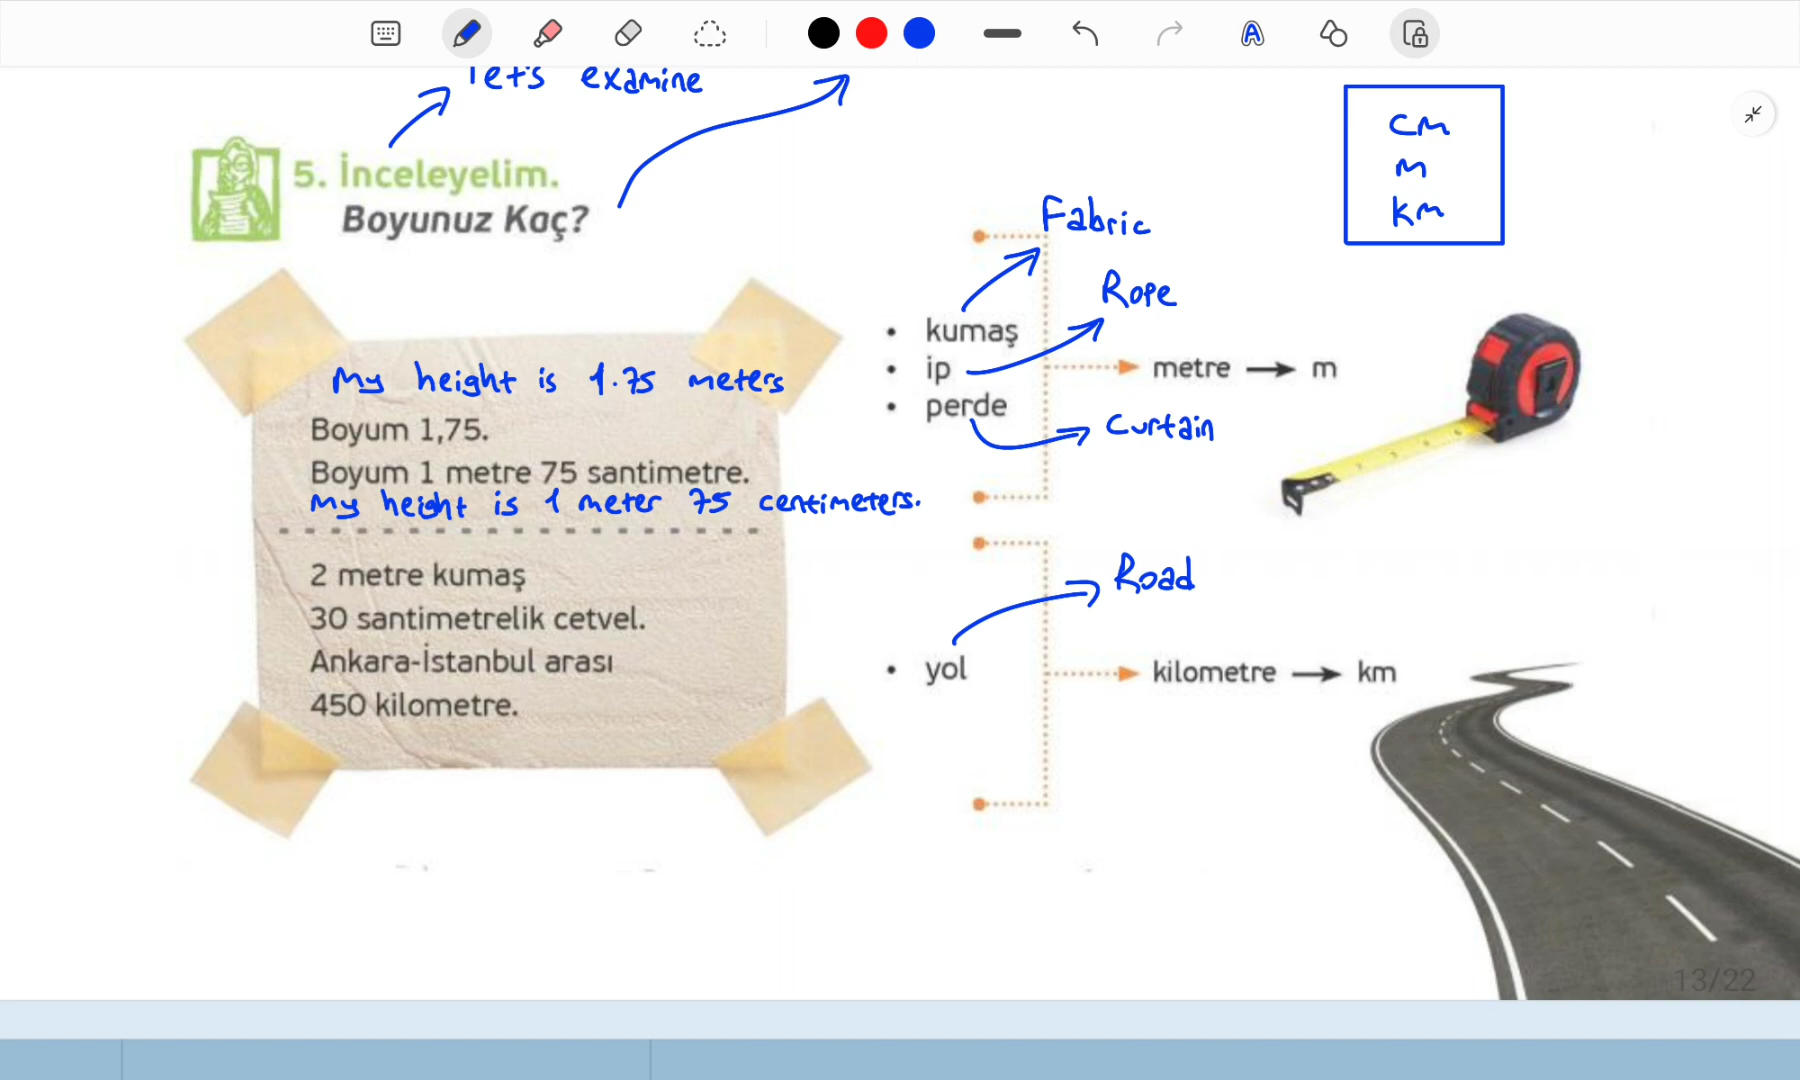 let's examine
5. İnceleyelim.
Boyunuz Kaç?
cm
m
km
My height is 1.75 meters
Boyum 1,75.
Boyum 1 metre 75 santimetre.
My height is 1 meter 75 centimeters.
2 metre kumaş
30 santimetrelik cetvel.
Ankara-İstanbul arası
450 kilometre.
Fabric
Rope
• kumaş
• ip
• perde
metre → m
Curtain
Road
• yol
kilometre → km
13/22